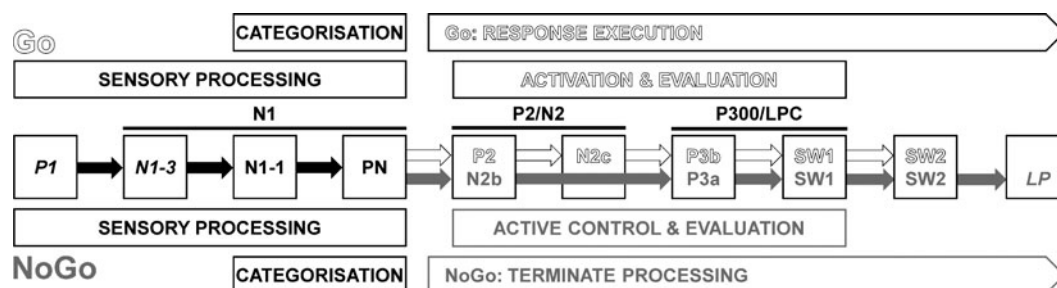 Go
CATEGORISATION
Go: RESPONSE EXECUTION
SENSORY PROCESSING
ACTIVATION & EVALUATION
N1
P2/N2
P300/LPC
P1
N1-3
N1-1
PN
P2
N2b
N2c
P3b
P3a
SW1
SW1
SW2
SW2
LP
SENSORY PROCESSING
ACTIVE CONTROL & EVALUATION
NoGo
CATEGORISATION
NoGo: TERMINATE PROCESSING